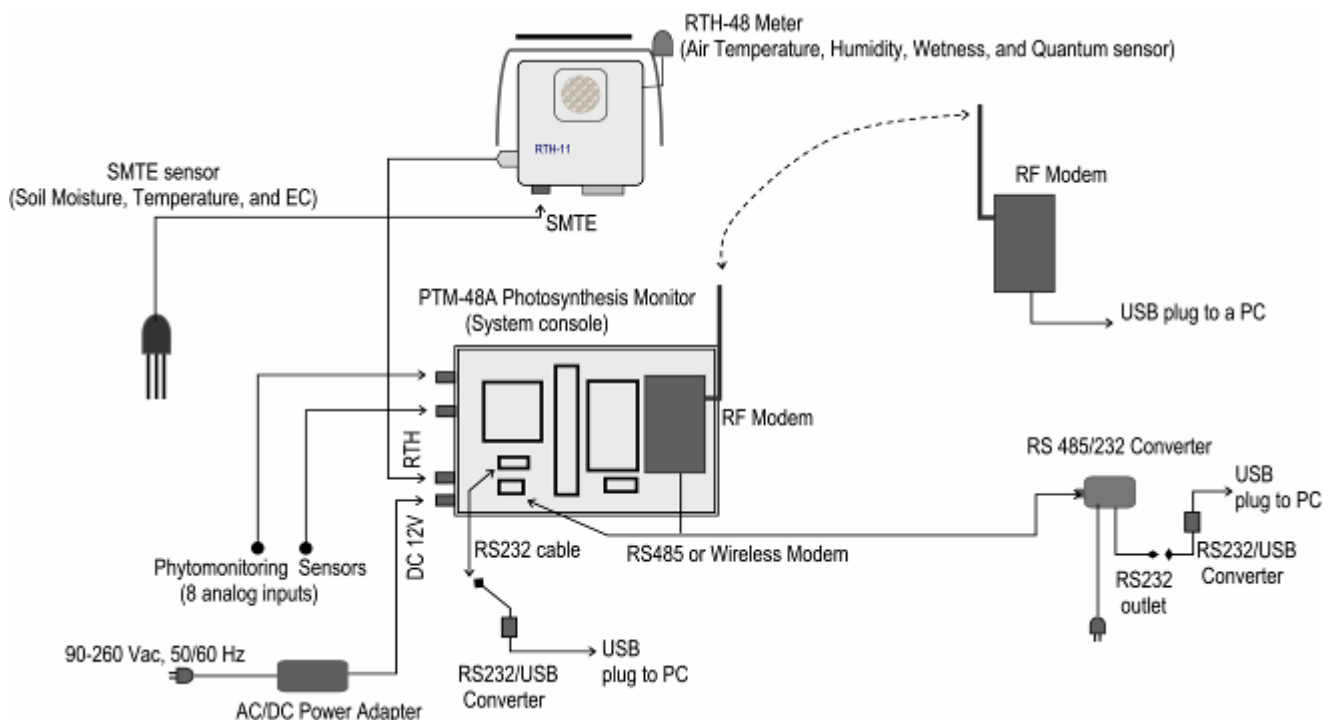 RTH-48 Meter
(Air Temperature, Humidity, Wetness, and Quantum sensor)
RTH-11
SMTE sensor
(Soil Moisture, Temperature, and EC)
SMTE
RF Modem
USB plug to a PC
PTM-48A Photosynthesis Monitor
(System console)
RF Modem
RTH
DC 12V
RS 485/232 Converter
USB
plug to PC
RS232 cable
RS485 or Wireless Modem
RS232/USB
Converter
RS232
outlet
Phytomonitoring Sensors
(8 analog inputs)
90-260 Vac, 50/60 Hz
AC/DC Power Adapter
RS232/USB
Converter
USB
plug to PC